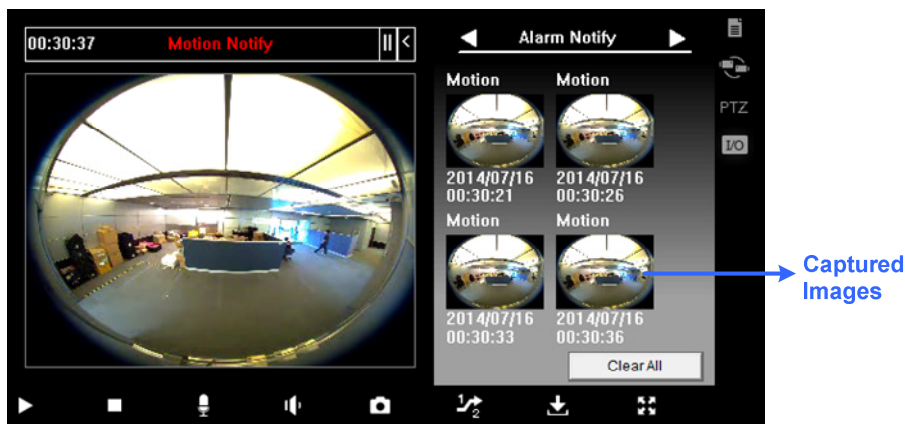 00:30:37 Motion Notify
Alarm Notify
PTZ
I/O
Motion Motion
2014/07/16 2014/07/16
00:30:21 00:30:26
Motion Motion
2014/07/16 2014/07/16
00:30:33 00:30:36
Clear All
1/2
Captured
Images